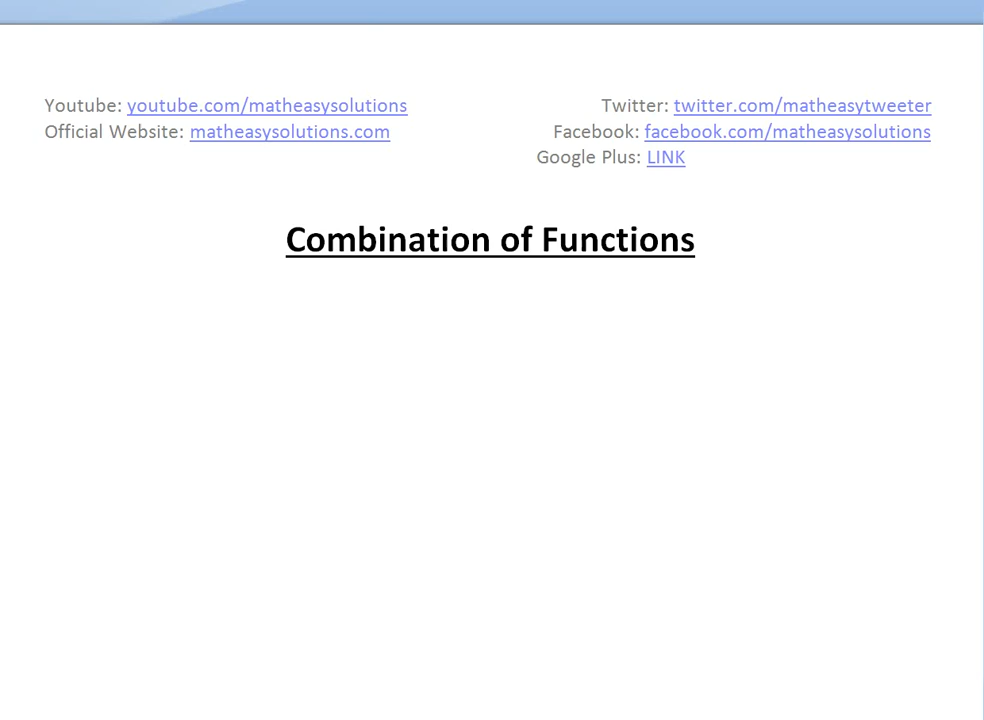 Youtube: youtube.com/matheasysolutions
Official Website: matheasysolutions.com
Twitter: twitter.com/matheasytweeter
Facebook: facebook.com/matheasysolutions
Google Plus: LINK
Combination of Functions